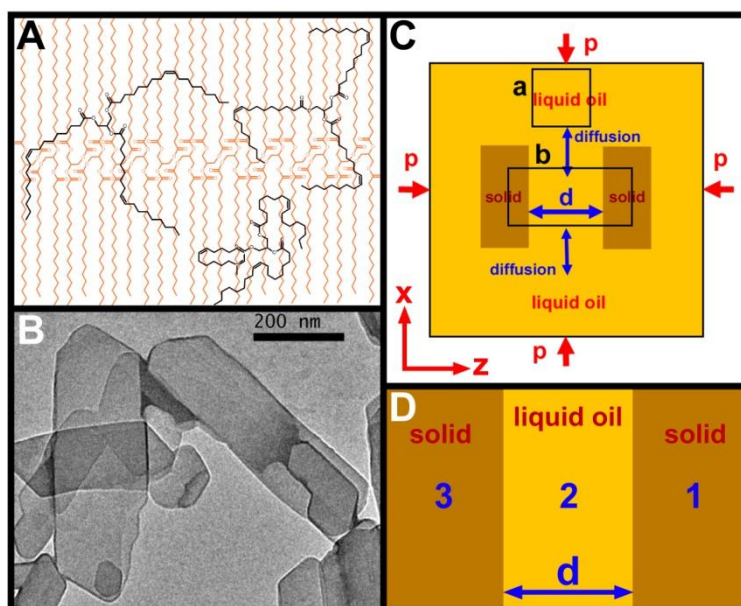 A
B
200 nm
C
p
a
liquid oil
diffusion
b
p
p
solid
d
solid
diffusion
liquid oil
x
p
z
D
liquid oil
solid
solid
3
2
1
d